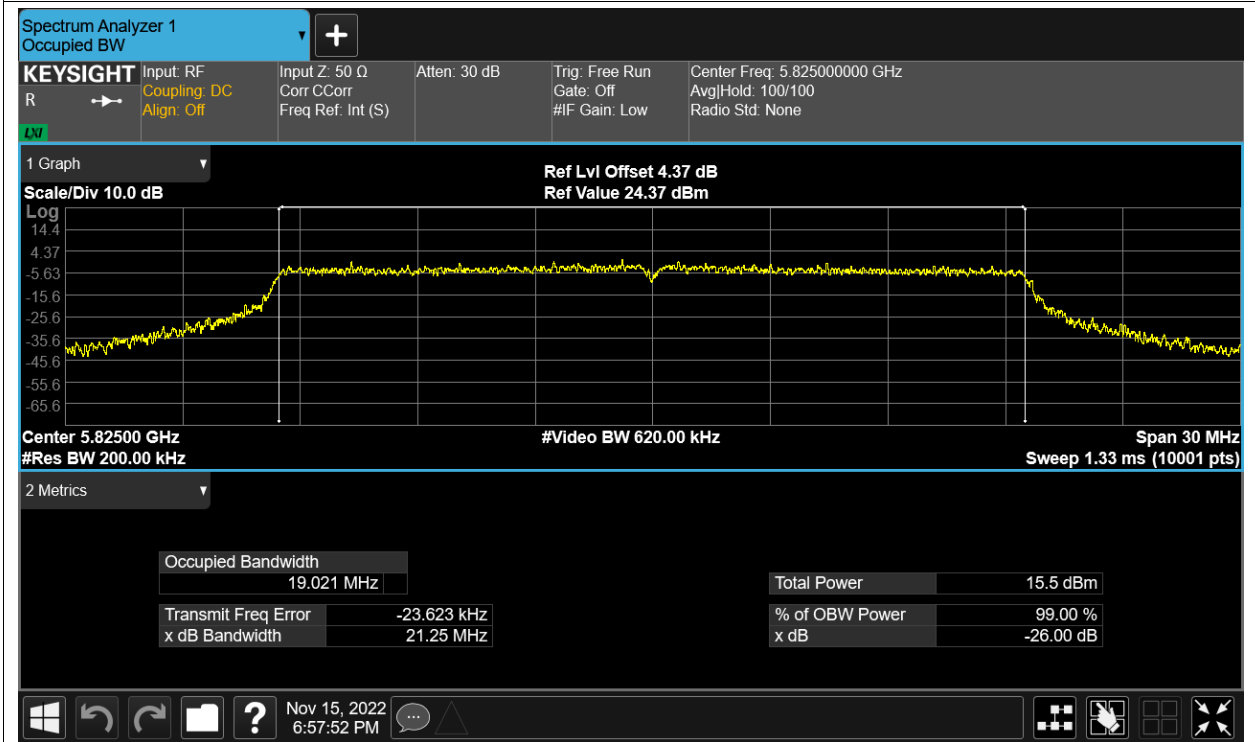 Spectrum Analyzer 1
Occupied BW
KEYSIGHT
R
LXI
Input: RF
Coupling: DC
Align: Off
Input Z: 50 Ω
Corr CCorr
Freq Ref: Int (S)
Atten: 30 dB
Trig: Free Run
Gate: Off
#IF Gain: Low
Center Freq: 5.825000000 GHz
Avg|Hold: 100/100
Radio Std: None
1 Graph
Scale/Div 10.0 dB
Ref Lvl Offset 4.37 dB
Ref Value 24.37 dBm
Log
14.4
4.37
-5.63
-15.6
-25.6
-35.6
-45.6
-55.6
-65.6
Center 5.82500 GHz
#Video BW 620.00 kHz
Span 30 MHz
#Res BW 200.00 kHz
Sweep 1.33 ms (10001 pts)
2 Metrics
Occupied Bandwidth
19.021 MHz
Total Power 15.5 dBm
Transmit Freq Error -23.623 kHz
% of OBW Power 99.00 %
x dB Bandwidth 21.25 MHz
x dB -26.00 dB
?
Nov 15, 2022
6:57:52 PM